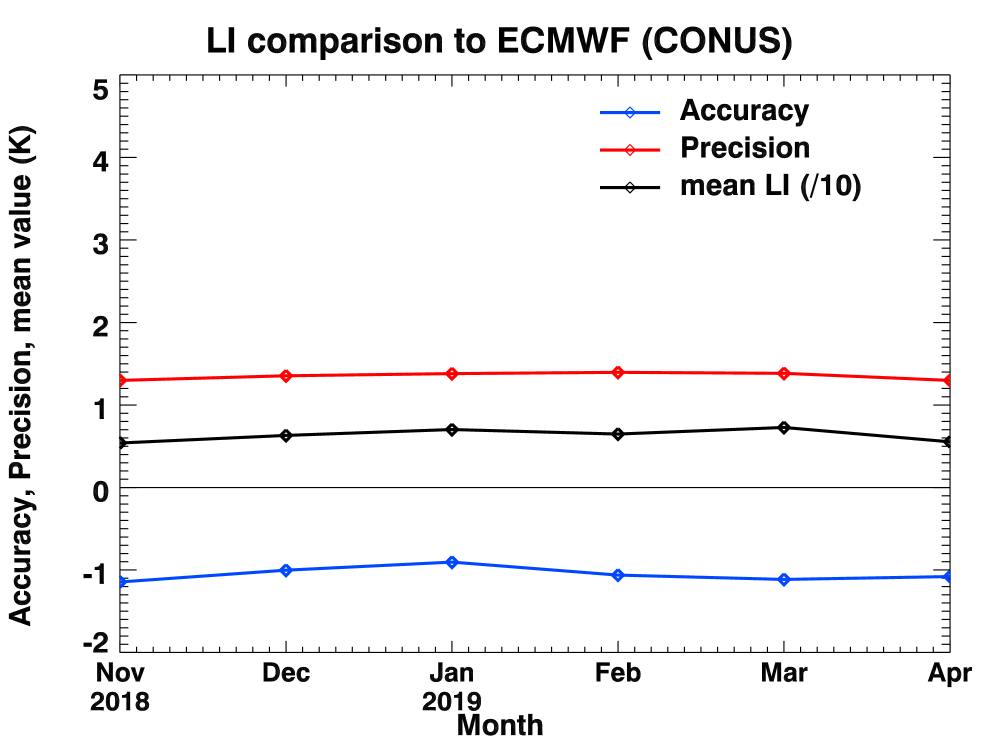 LI comparison to ECMWF (CONUS)
Accuracy
Precision
mean LI (/10)
Accuracy, Precision, mean value (K)
5
4
3
2
1
0
-1
-2
Nov Dec Jan Feb Mar Apr
2018 2019
Month